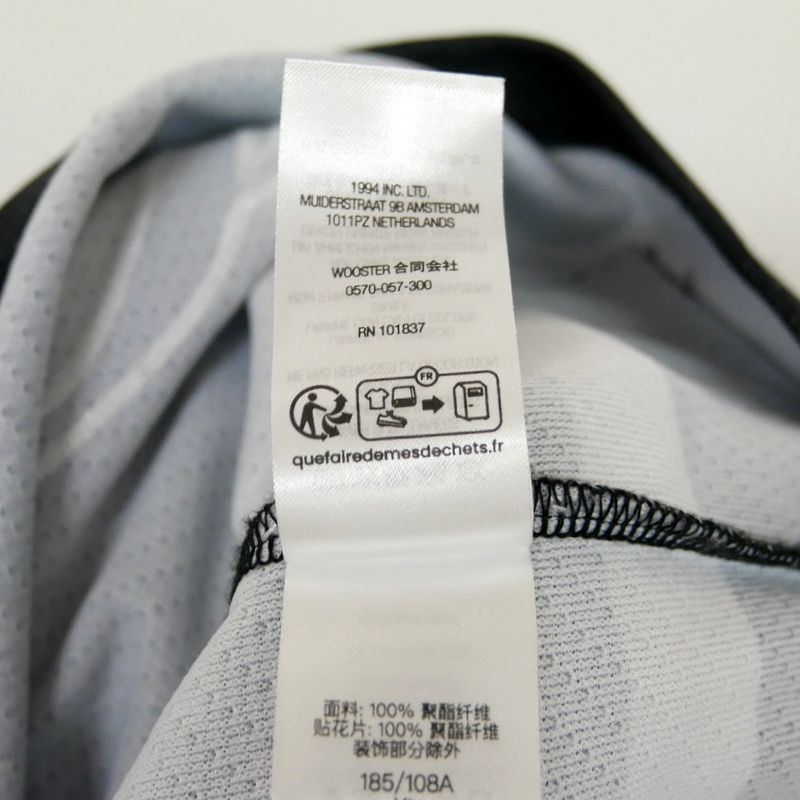 1994 INC. LTD.
MUIDERSTRAAT 9B AMSTERDAM
1011PZ NETHERLANDS
WOOSTER 合同会社
0570-057-300
RN 101837
FR
quefairedemesdechets.fr
面料: 100% 聚酯纤维
贴花片: 100% 聚酯纤维
装饰部分除外
185/108A